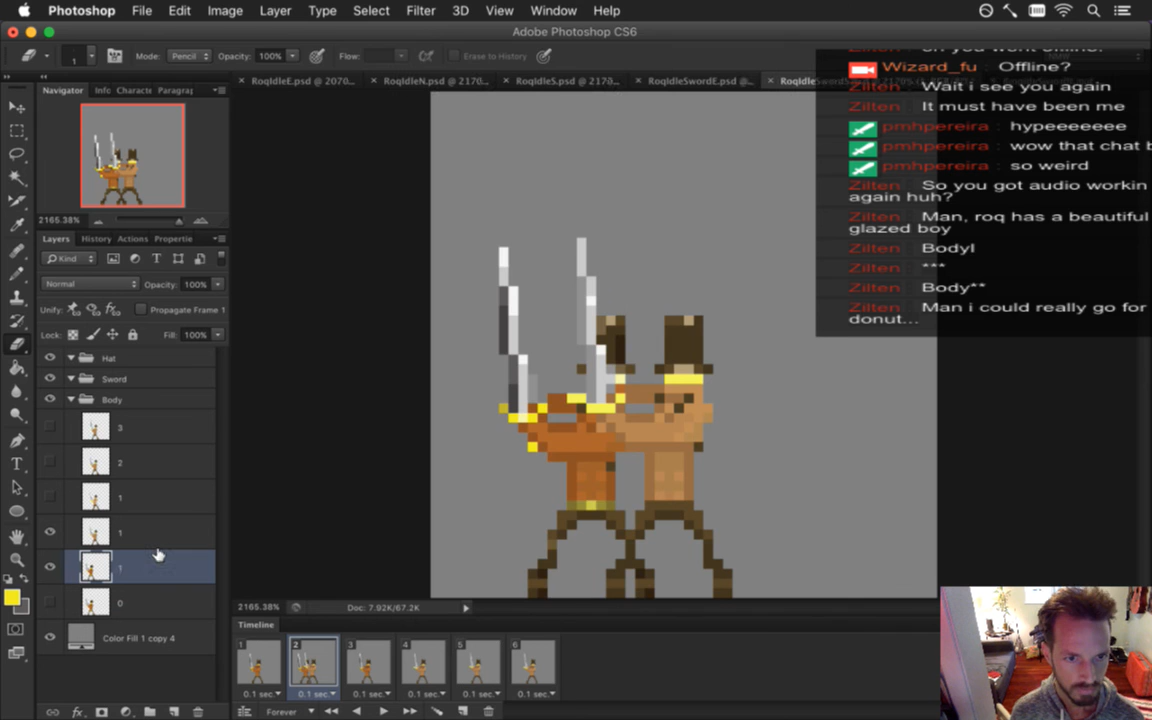 Photoshop File Edit Image Layer Type Select Filter 3D View Window Help
Adobe Photoshop CS6
1 Mode: Pencil Opacity: 100% Flow: Erase to History
RoqIdleE.psd @ 2070... RoqIdleN.psd @ 2170... RoqIdleS.psd @ 2170... RoqIdleSwordE.psd @...
Navigator Info Charact Paragraph
2165.38%
Layers History Actions Propertie
Kind
Normal Opacity: 100%
Unify: Propagate Frame 1
Lock: Fill: 100%
Hat
Sword
Body
3
2
1
1
1
0
Color Fill 1 copy 4
Wizard_fu : Offline?
Zilten : Wait i see you again
Zilten : It must have been me
pmhpereira : hypeeeeeee
pmhpereira : wow that chat b
pmhpereira : so weird
Zilten : So you got audio workin
again huh?
Zilten : Man, roq has a beautiful
glazed boy
Zilten : Body!
Zilten : ***
Zilten : Body**
Zilten : Man i could really go for
donut...
2165.38% Doc: 7.92K/67.2K
Timeline
1 2 3 4 5 6
0.1 sec. 0.1 sec. 0.1 sec. 0.1 sec. 0.1 sec. 0.1 sec.
Forever